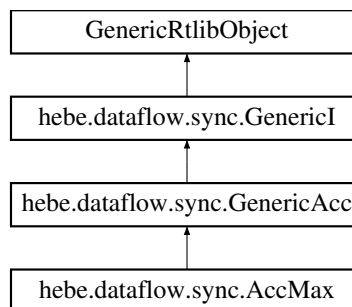 GenericRtlibObject
hebe.dataflow.sync.GenericI
hebe.dataflow.sync.GenericAcc
hebe.dataflow.sync.AccMax